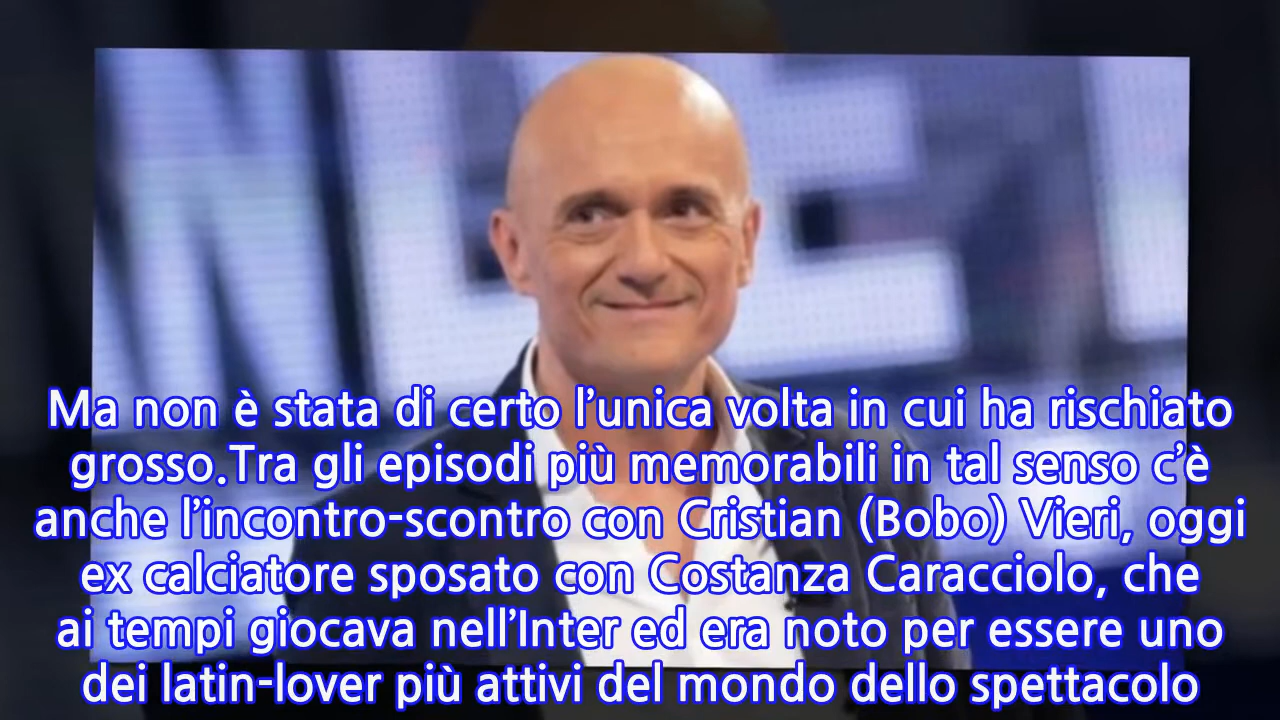 Ma non è stata di certo l’unica volta in cui ha rischiato
grosso.Tra gli episodi più memorabili in tal senso c’è
anche l’incontro-scontro con Cristian (Bobo) Vieri, oggi
ex calciatore sposato con Costanza Caracciolo, che
ai tempi giocava nell’Inter ed era noto per essere uno
dei latin-lover più attivi del mondo dello spettacolo